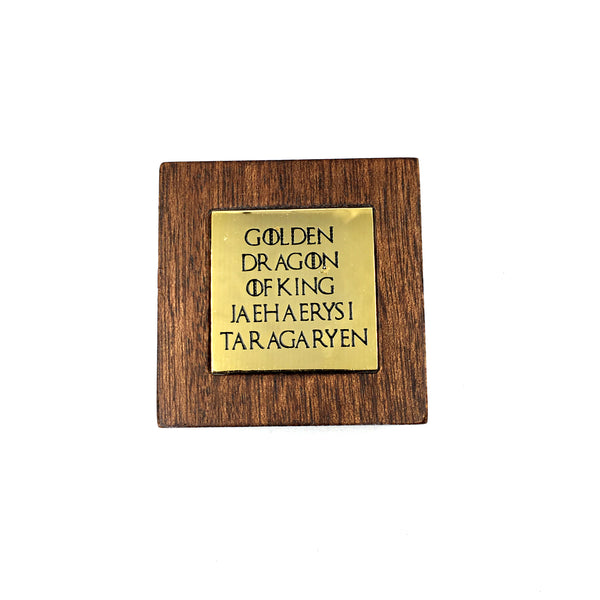 GOLDEN
DRAGON
OF KING
JAEHAERYS I
TARAGARYEN